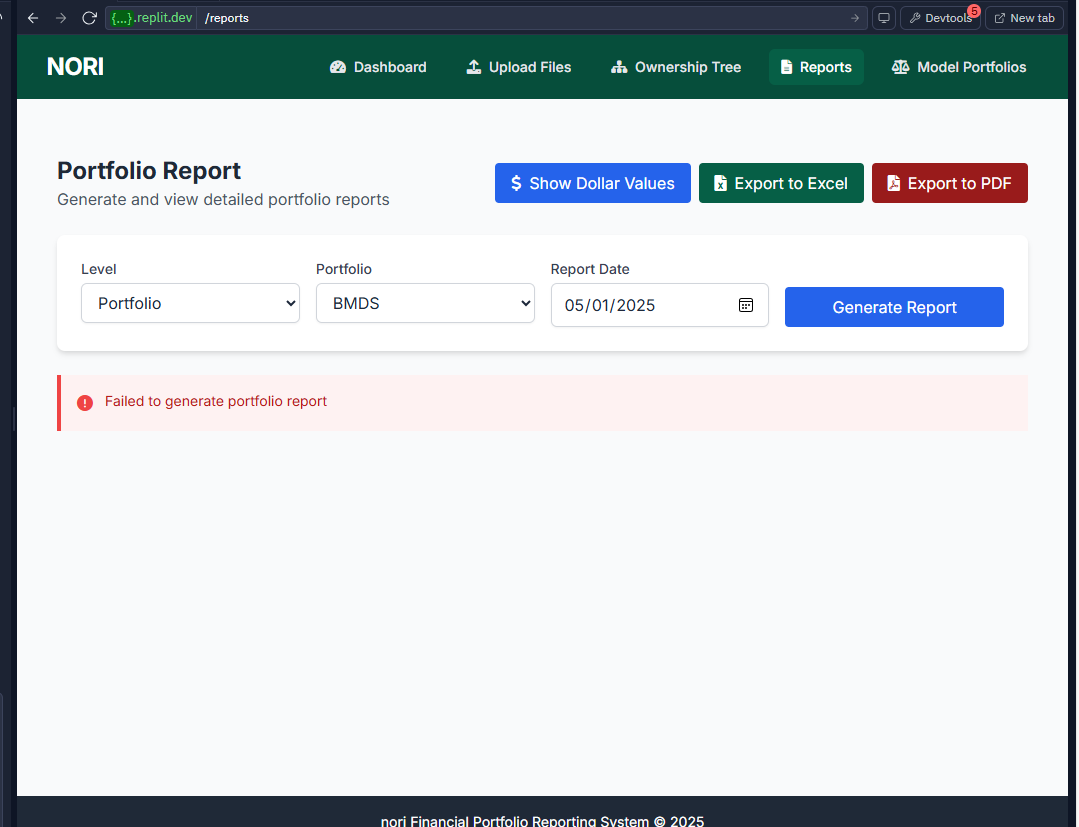 {...}.replit.dev /reports Devtools 5 New tab
NORI Dashboard Upload Files Ownership Tree Reports Model Portfolios
Portfolio Report
Generate and view detailed portfolio reports
$ Show Dollar Values Export to Excel Export to PDF
Level Portfolio Report Date
Portfolio BMDS 05/01/2025 Generate Report
Failed to generate portfolio report
nori Financial Portfolio Reporting System © 2025